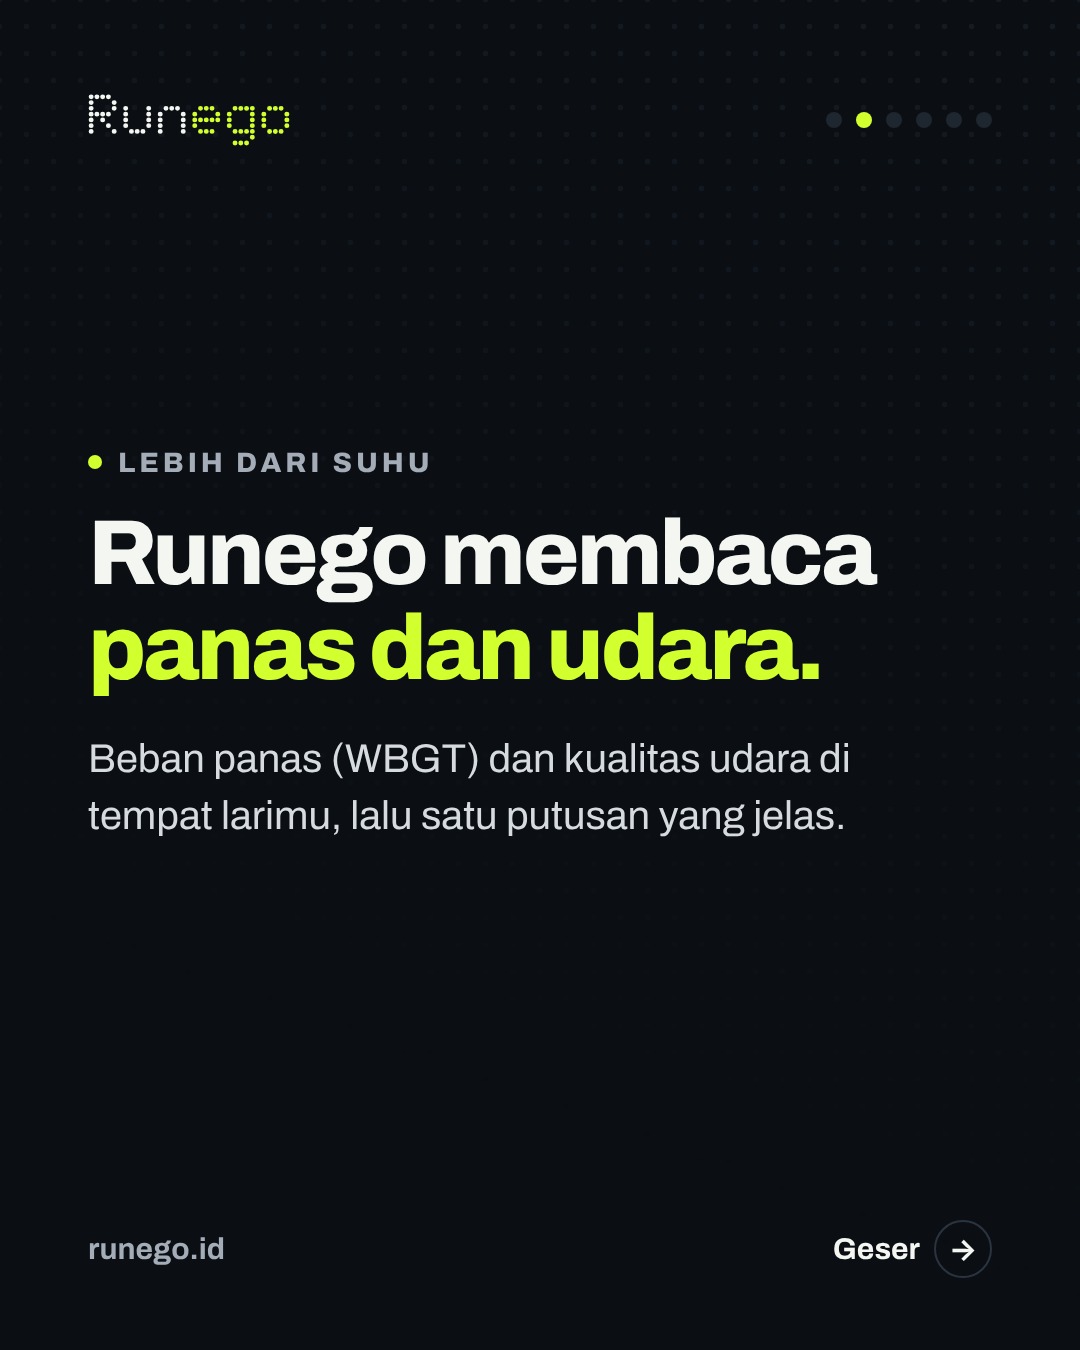 Runego
LEBIH DARI SUHU
Runego membaca
panas dan udara.
Beban panas (WBGT) dan kualitas udara di
tempat larimu, lalu satu putusan yang jelas.
runego.id
Geser →